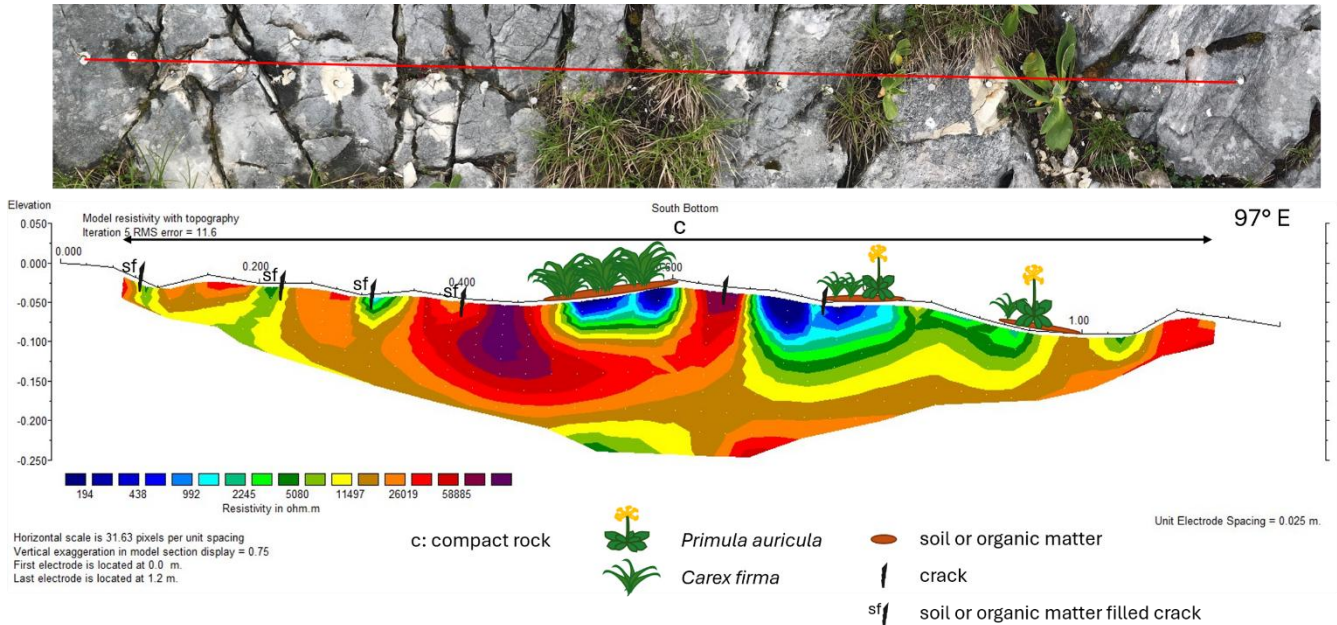 Elevation
0.050
0.000
-0.050
-0.100
-0.150
-0.200
-0.250
Model resistivity with topography
Iteration 5 RMS error = 11.6
South Bottom
c
97° E
0.000
sf
0.200
sf
sf
0.400
sf
0.600
1.00
194 438 992 2245 5080 11497 26019 58885
Resistivity in ohm.m
Horizontal scale is 31.63 pixels per unit spacing
Vertical exaggeration in model section display = 0.75
First electrode is located at 0.0 m.
Last electrode is located at 1.2 m.
c: compact rock
Primula auricula
Carex firma
soil or organic matter
crack
sf soil or organic matter filled crack
Unit Electrode Spacing = 0.025 m.